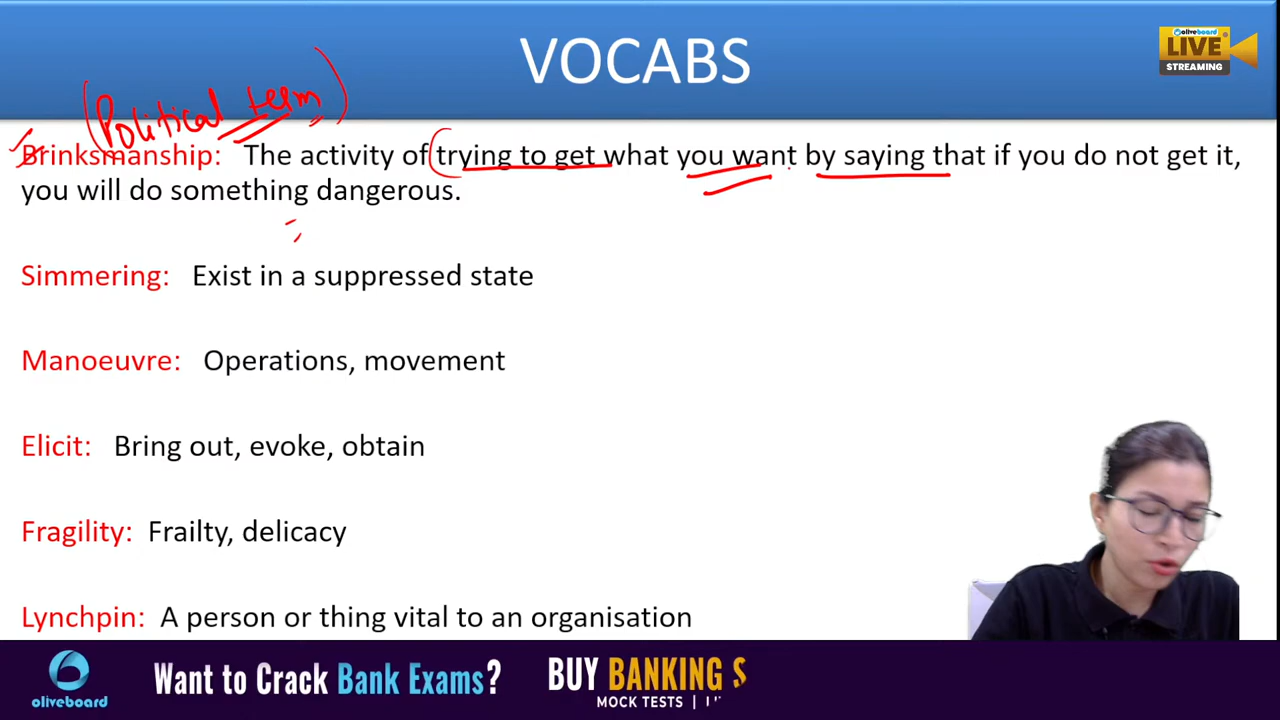 VOCABS
oliveboard
LIVE
STREAMING
(Political term)
Brinksmanship: The activity of trying to get what you want by saying that if you do not get it,
you will do something dangerous.
Simmering: Exist in a suppressed state
Manoeuvre: Operations, movement
Elicit: Bring out, evoke, obtain
Fragility: Frailty, delicacy
Lynchpin: A person or thing vital to an organisation
oliveboard
Want to Crack Bank Exams?
BUY BANKING S
MOCK TESTS |